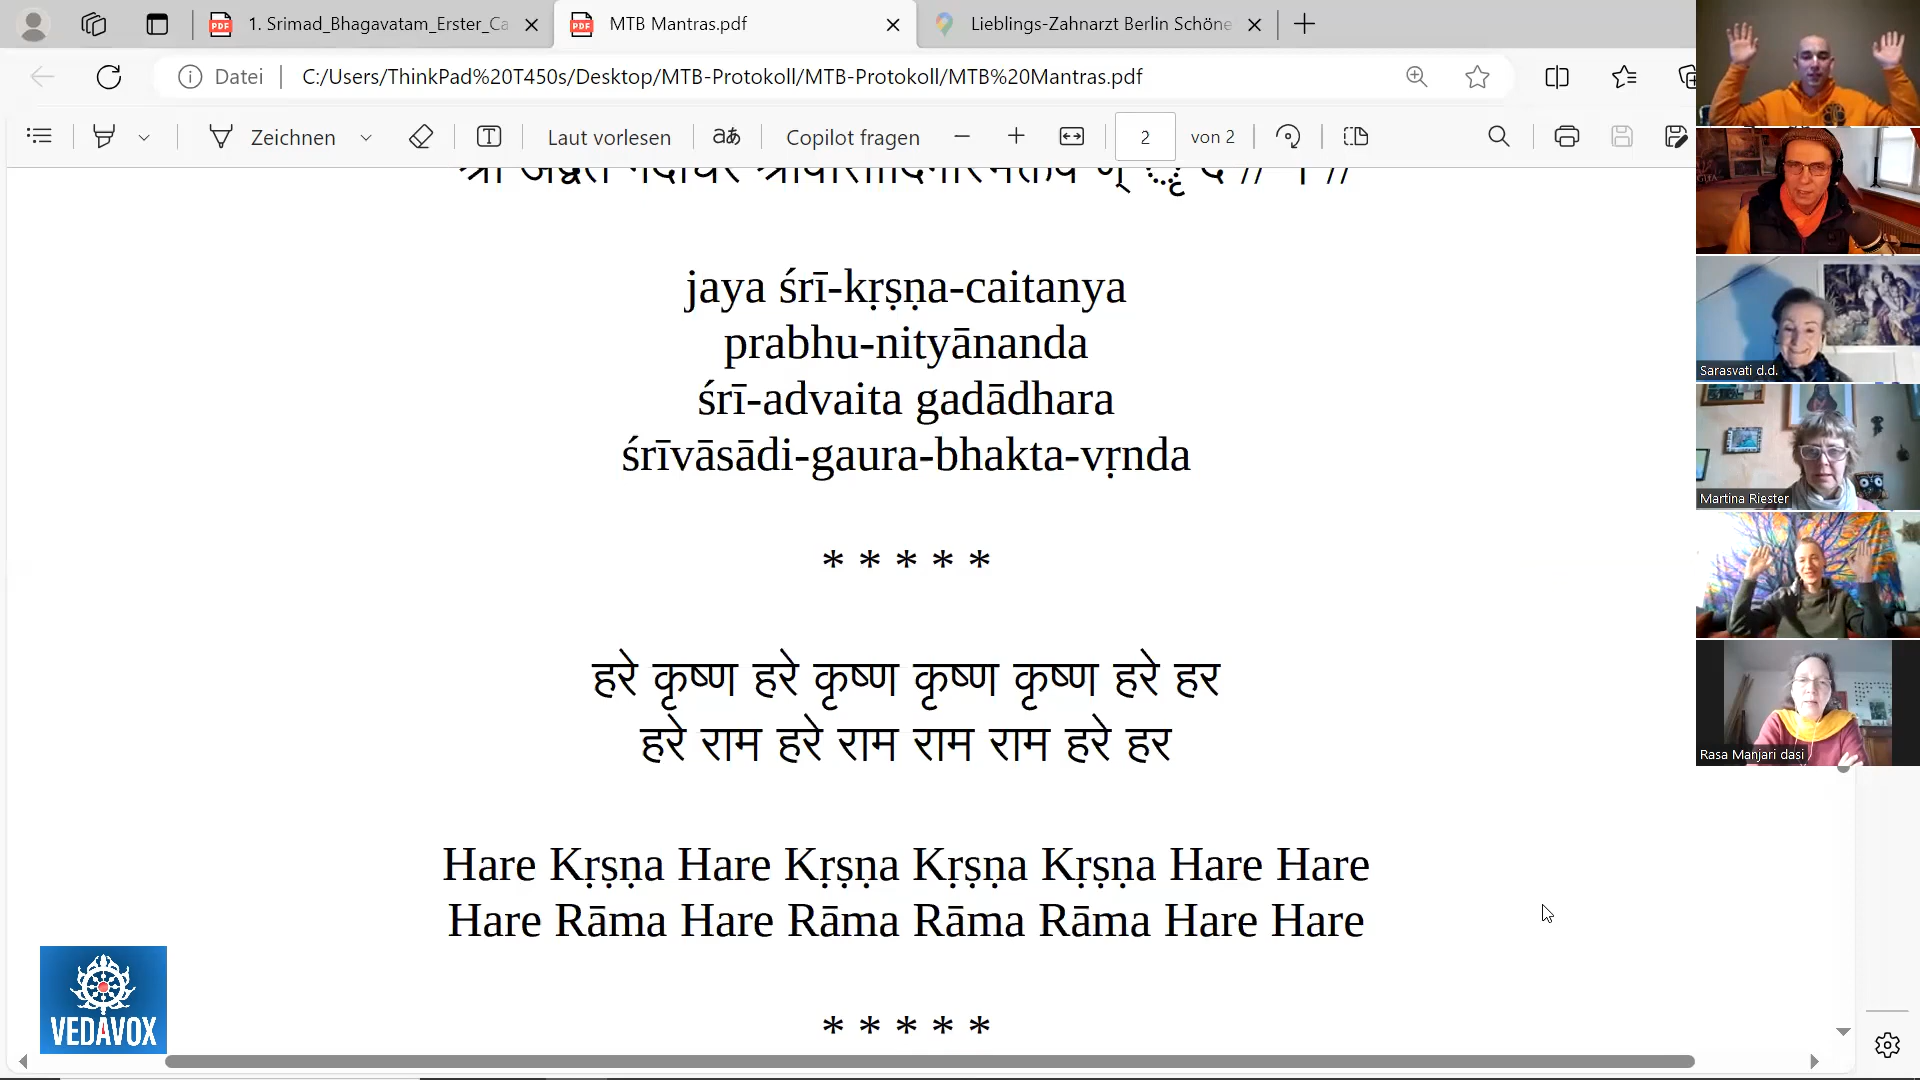 1. Srimad_Bhagavatam_Erster_Ca
MTB Mantras.pdf
Lieblings-Zahnarzt Berlin Schöne
Datei
C:/Users/ThinkPad%20T450s/Desktop/MTB-Protokoll/MTB-Protokoll/MTB%20Mantras.pdf
Zeichnen
Laut vorlesen
aあ
Copilot fragen
2
von 2
jaya śrī-kṛṣṇa-caitanya
prabhu-nityānanda
śrī-advaita gadādhara
śrīvāsādi-gaura-bhakta-vṛnda
* * * * *
हरे कृष्ण हरे कृष्ण कृष्ण कृष्ण हरे हर
हरे राम हरे राम राम राम हरे हर
Hare Kṛṣṇa Hare Kṛṣṇa Kṛṣṇa Kṛṣṇa Hare Hare
Hare Rāma Hare Rāma Rāma Rāma Hare Hare
* * * * *
VEDAVOX
Sarasvati d.d.
Martina Riester
Rasa Manjari dasi